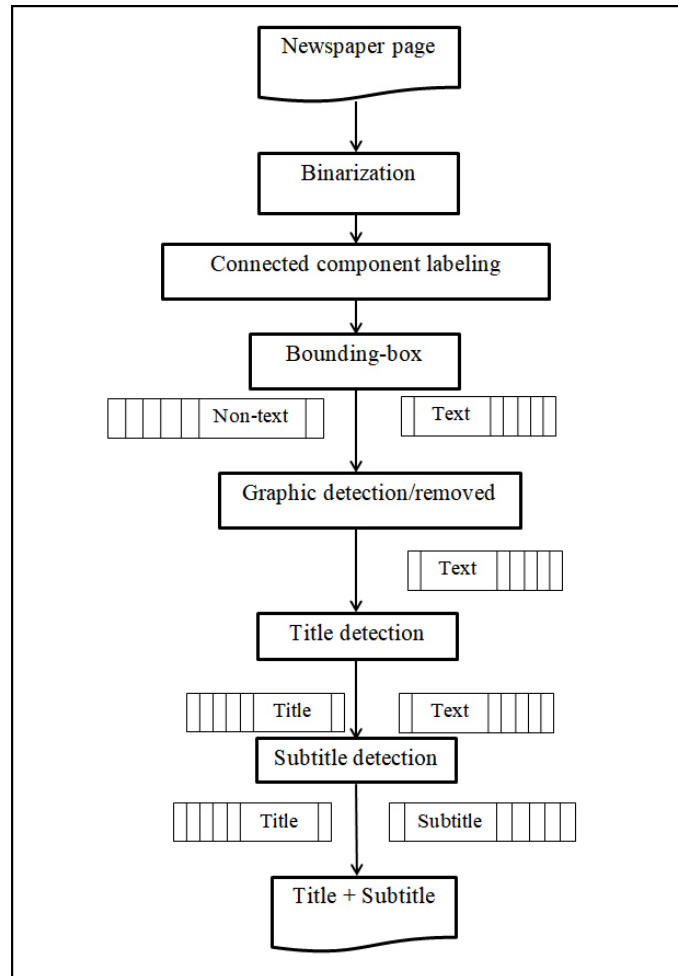 Newspaper page
Binarization
Connected component labeling
Bounding-box
Non-text
Text
Graphic detection/removed
Text
Title detection
Title
Text
Subtitle detection
Title
Subtitle
Title + Subtitle